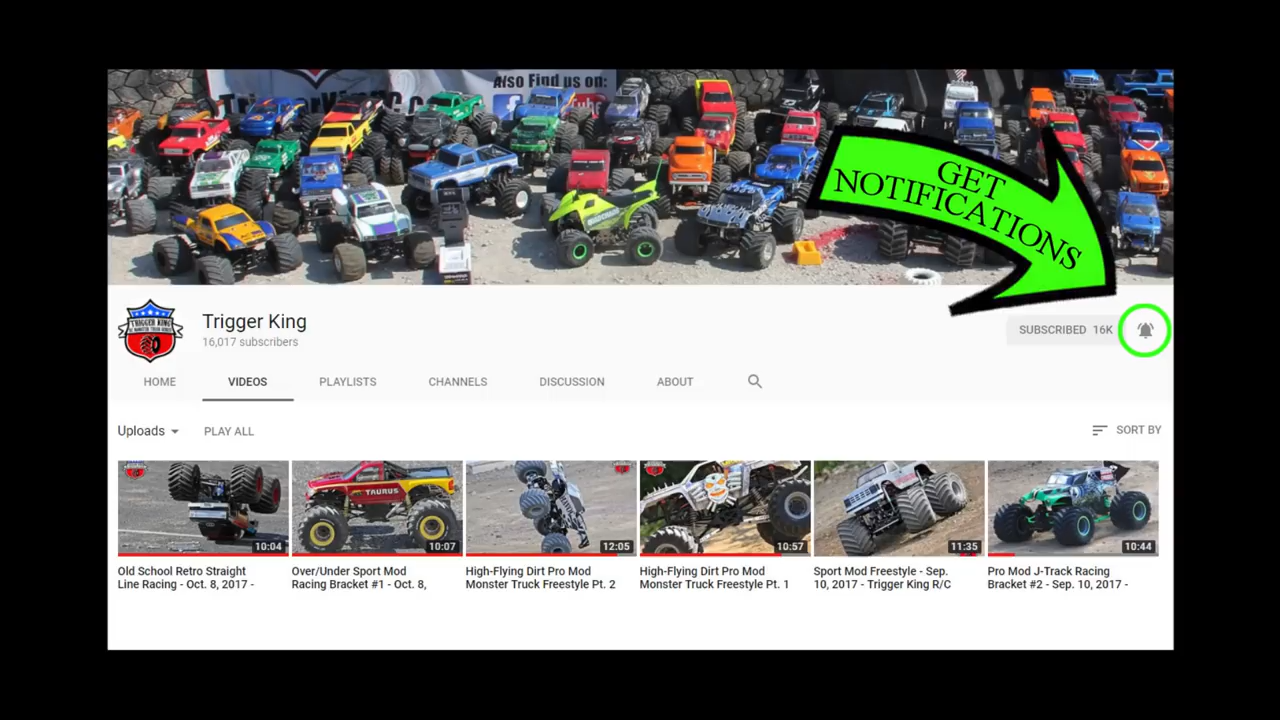 Also Find us on:
GET
NOTIFICATIONS
TRIGGER KING
Trigger King
16,017 subscribers
SUBSCRIBED 16K
HOME
VIDEOS
PLAYLISTS
CHANNELS
DISCUSSION
ABOUT
Uploads
PLAY ALL
SORT BY
TAURUS
10:04
10:07
12:05
10:57
11:35
10:44
Old School Retro Straight
Line Racing - Oct. 8, 2017 -
Over/Under Sport Mod
Racing Bracket #1 - Oct. 8,
High-Flying Dirt Pro Mod
Monster Truck Freestyle Pt. 2
High-Flying Dirt Pro Mod
Monster Truck Freestyle Pt. 1
Sport Mod Freestyle - Sep.
10, 2017 - Trigger King R/C
Pro Mod J-Track Racing
Bracket #2 - Sep. 10, 2017 -